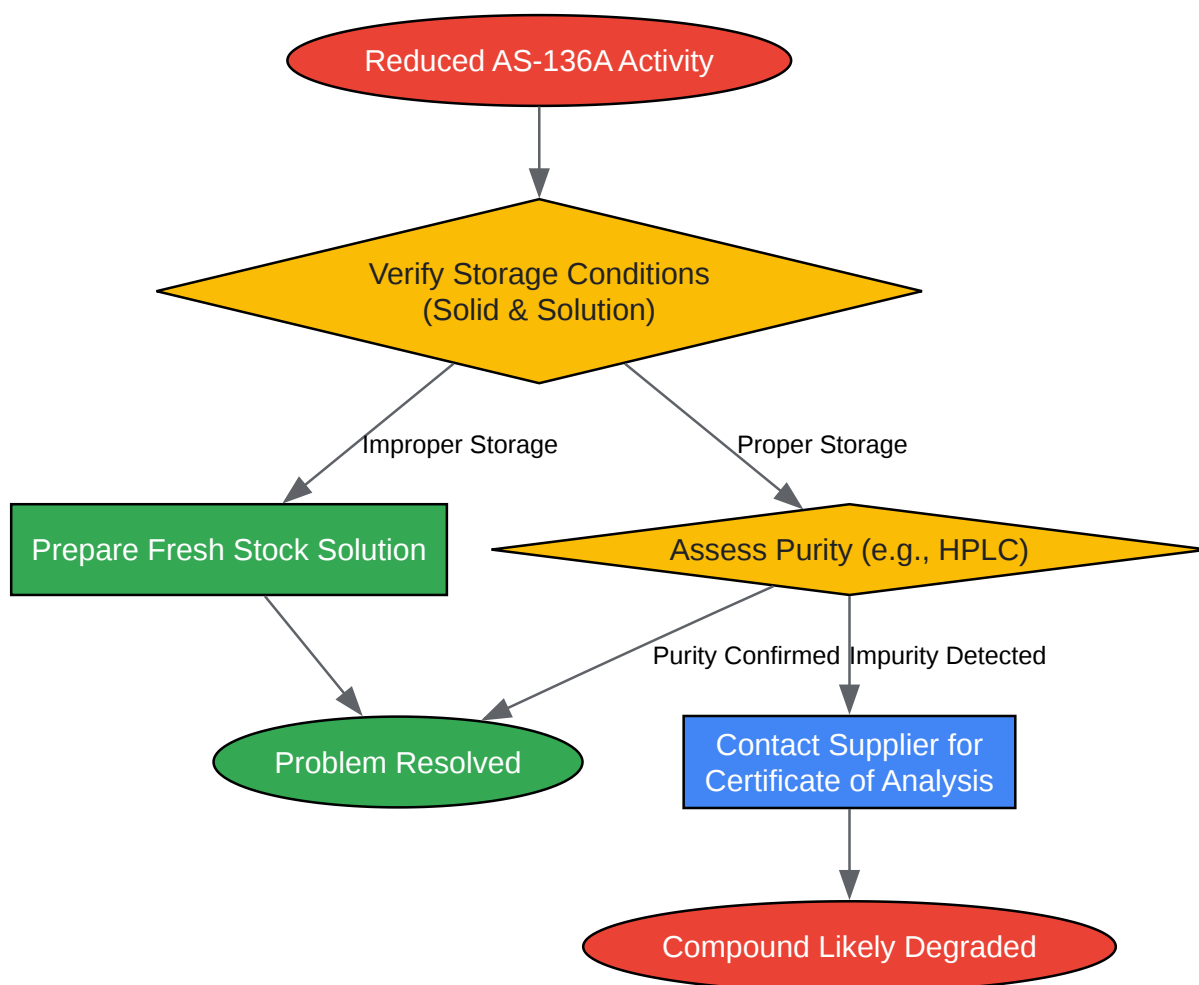 Reduced AS-136A Activity
Verify Storage Conditions
(Solid & Solution)
Improper Storage
Proper Storage
Prepare Fresh Stock Solution
Assess Purity (e.g., HPLC)
Purity Confirmed
Impurity Detected
Problem Resolved
Contact Supplier for
Certificate of Analysis
Compound Likely Degraded